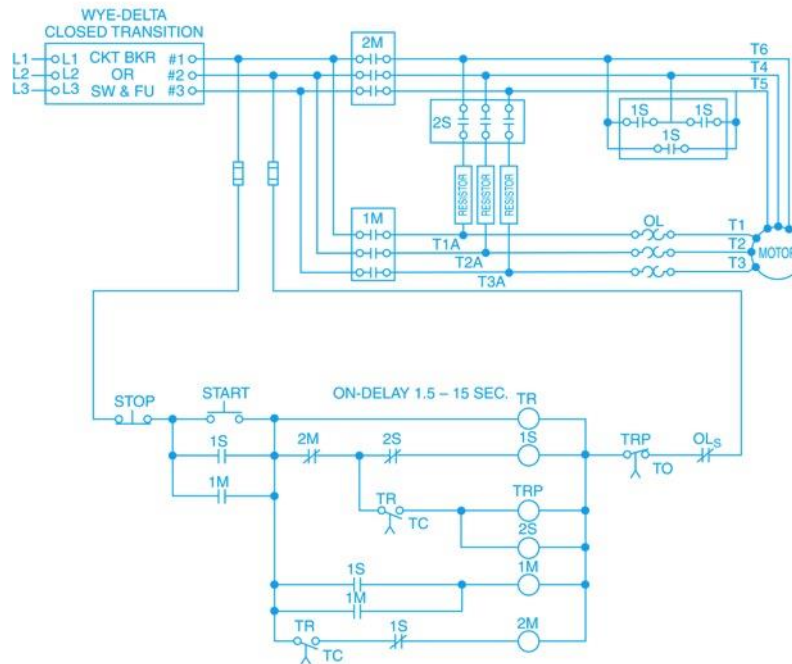 WYE-DELTA
CLOSED TRANSITION
L1 L1 CKT BKR #1
L2 L2 OR #2
L3 L3 SW & FU #3
2M
T6
T4
T5
2S
1S 1S
1S
RESISTOR RESISTOR RESISTOR
1M
OL
T1
T1A
T2
T2A
T3
T3A
MOTOR
STOP START ON-DELAY 1.5 – 15 SEC. TR
1S 2M 2S 1S TRP OLS
TO
1M
TR TRP
TC
2S
1S 1M
1M
TR 1S 2M
TC